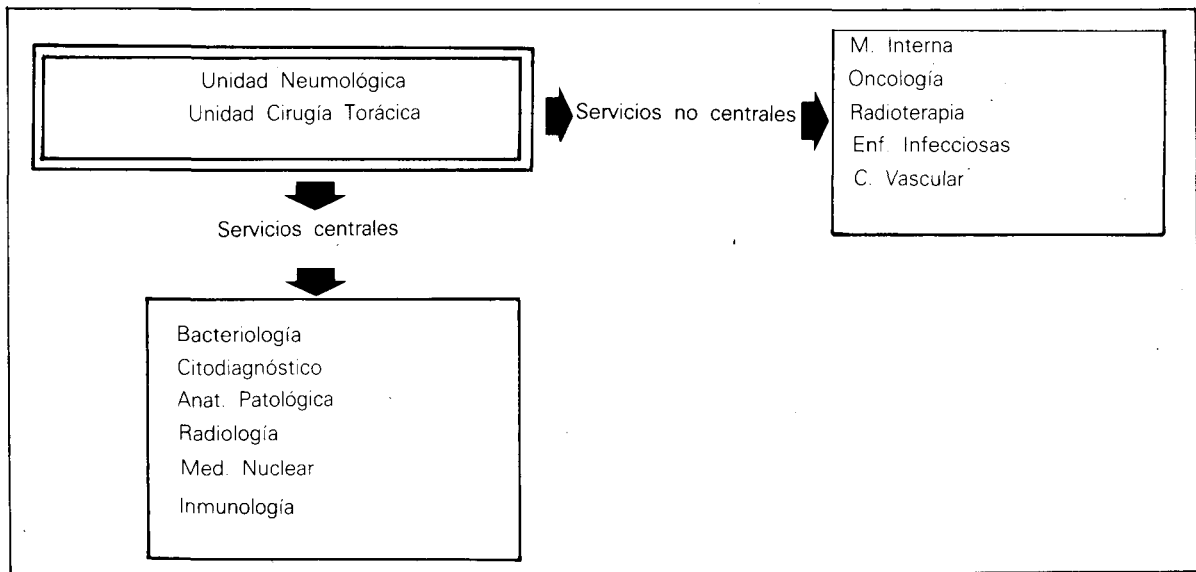 Unidad Neumológica
Unidad Cirugía Torácica
Servicios no centrales
M. Interna
Oncología
Radioterapia
Enf. Infecciosas
C. Vascular
Servicios centrales
Bacteriología
Citodiagnóstico
Anat. Patológica
Radiología
Med. Nuclear
Inmunología